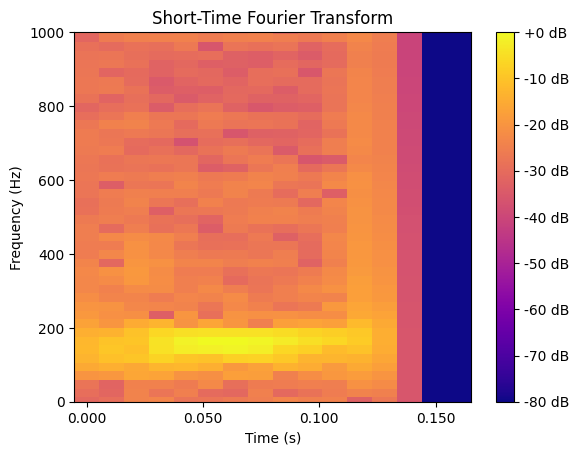 Short-Time Fourier Transform
Frequency (Hz)
1000
800
600
400
200
0
0.000
0.050
0.100
0.150
Time (s)
+0 dB
-10 dB
-20 dB
-30 dB
-40 dB
-50 dB
-60 dB
-70 dB
-80 dB